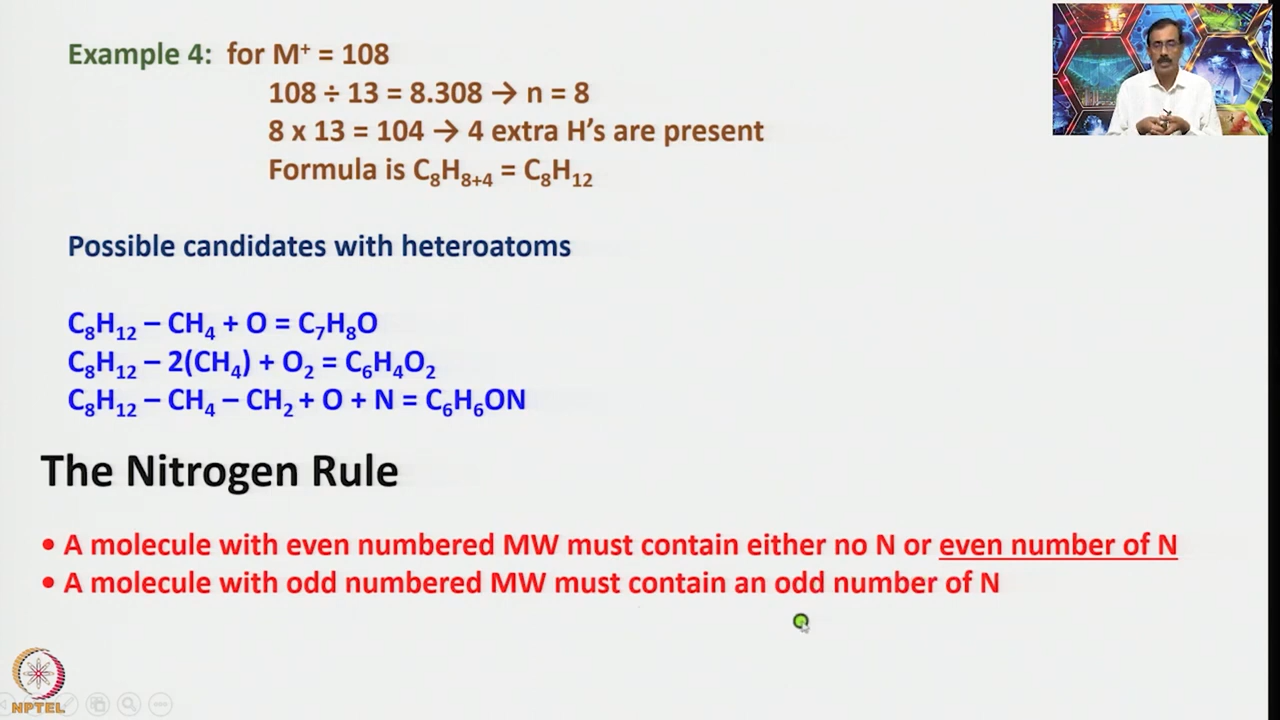 Example 4: for M⁺ = 108
108 ÷ 13 = 8.308 → n = 8
8 x 13 = 104 → 4 extra H’s are present
Formula is C₈H₈₊₄ = C₈H₁₂
Possible candidates with heteroatoms
C₈H₁₂ – CH₄ + O = C₇H₈O
C₈H₁₂ – 2(CH₄) + O₂ = C₆H₄O₂
C₈H₁₂ – CH₄ – CH₂ + O + N = C₆H₆ON
The Nitrogen Rule
• A molecule with even numbered MW must contain either no N or even number of N
• A molecule with odd numbered MW must contain an odd number of N
NPTEL